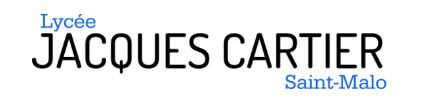 Lycée
JACQUES CARTIER
Saint-Malo